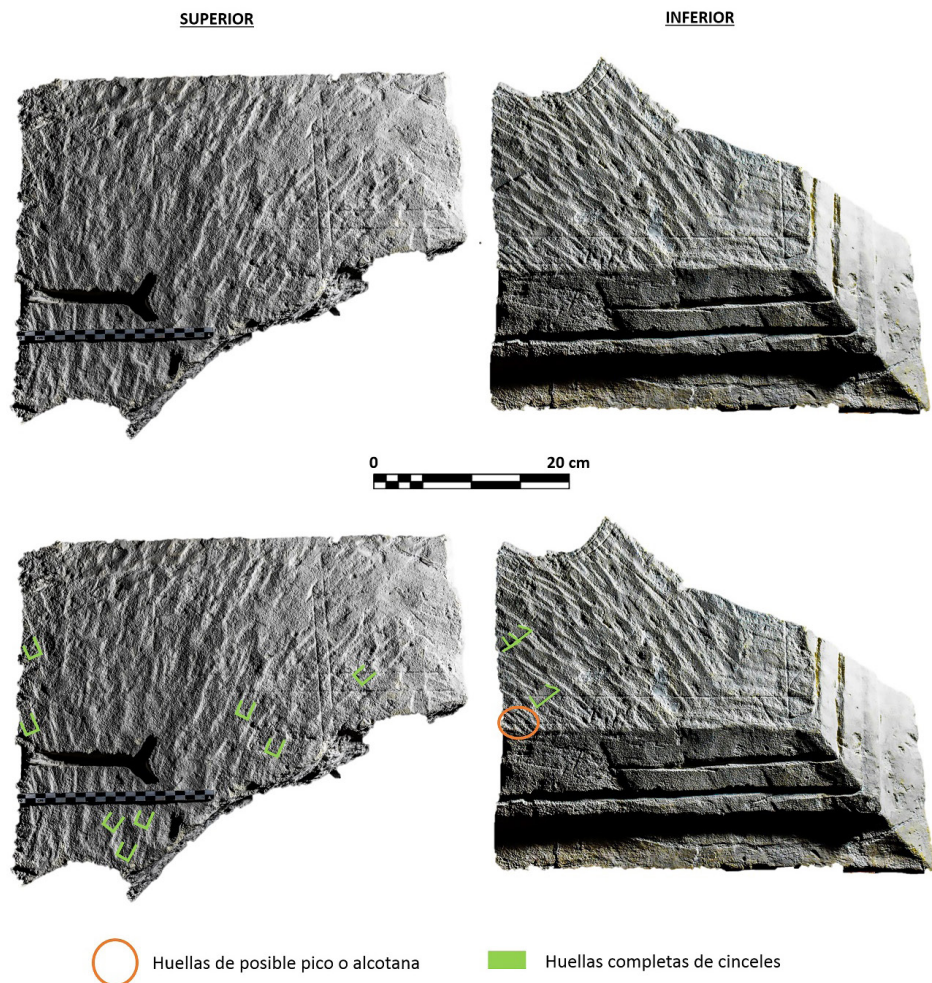 SUPERIOR
INFERIOR
0 20 cm
Huellas de posible pico o alcotana
Huellas completas de cinceles